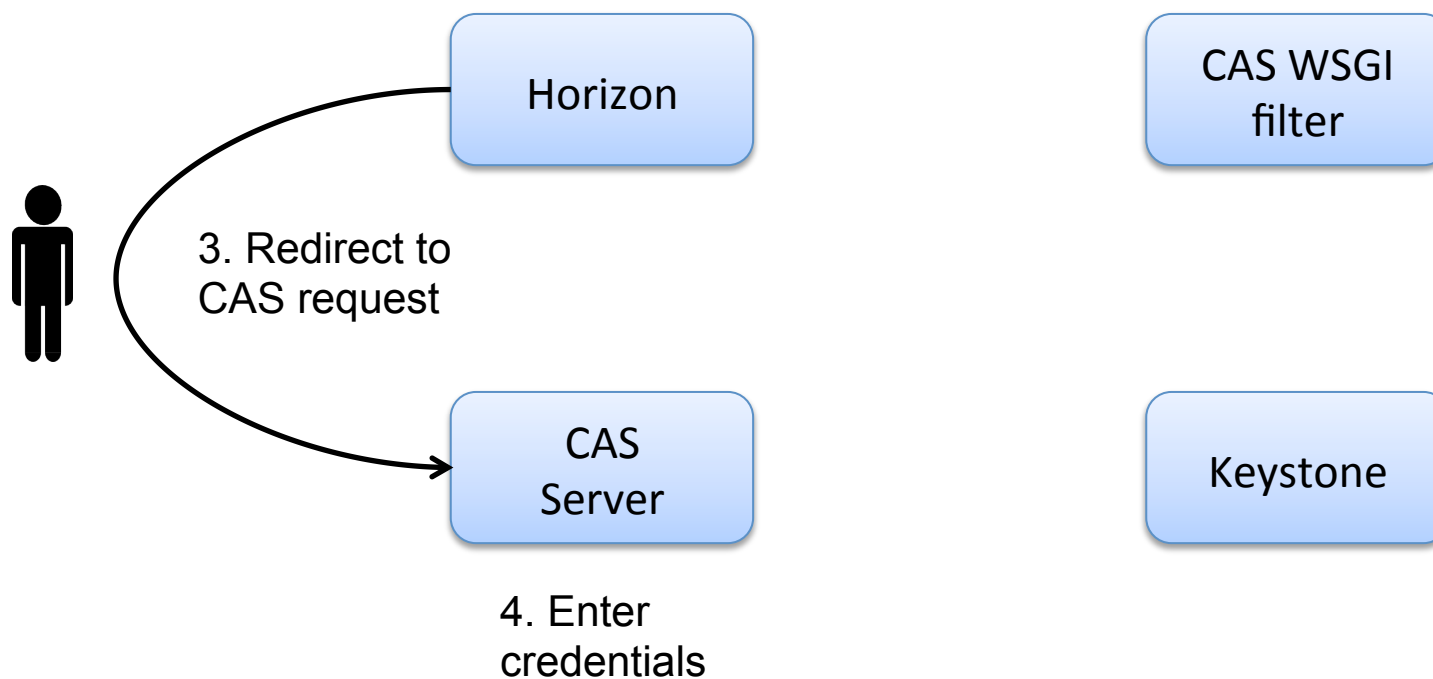 Horizon
CAS WSGI
filter
3. Redirect to
CAS request
CAS
Server
Keystone
4. Enter
credentials